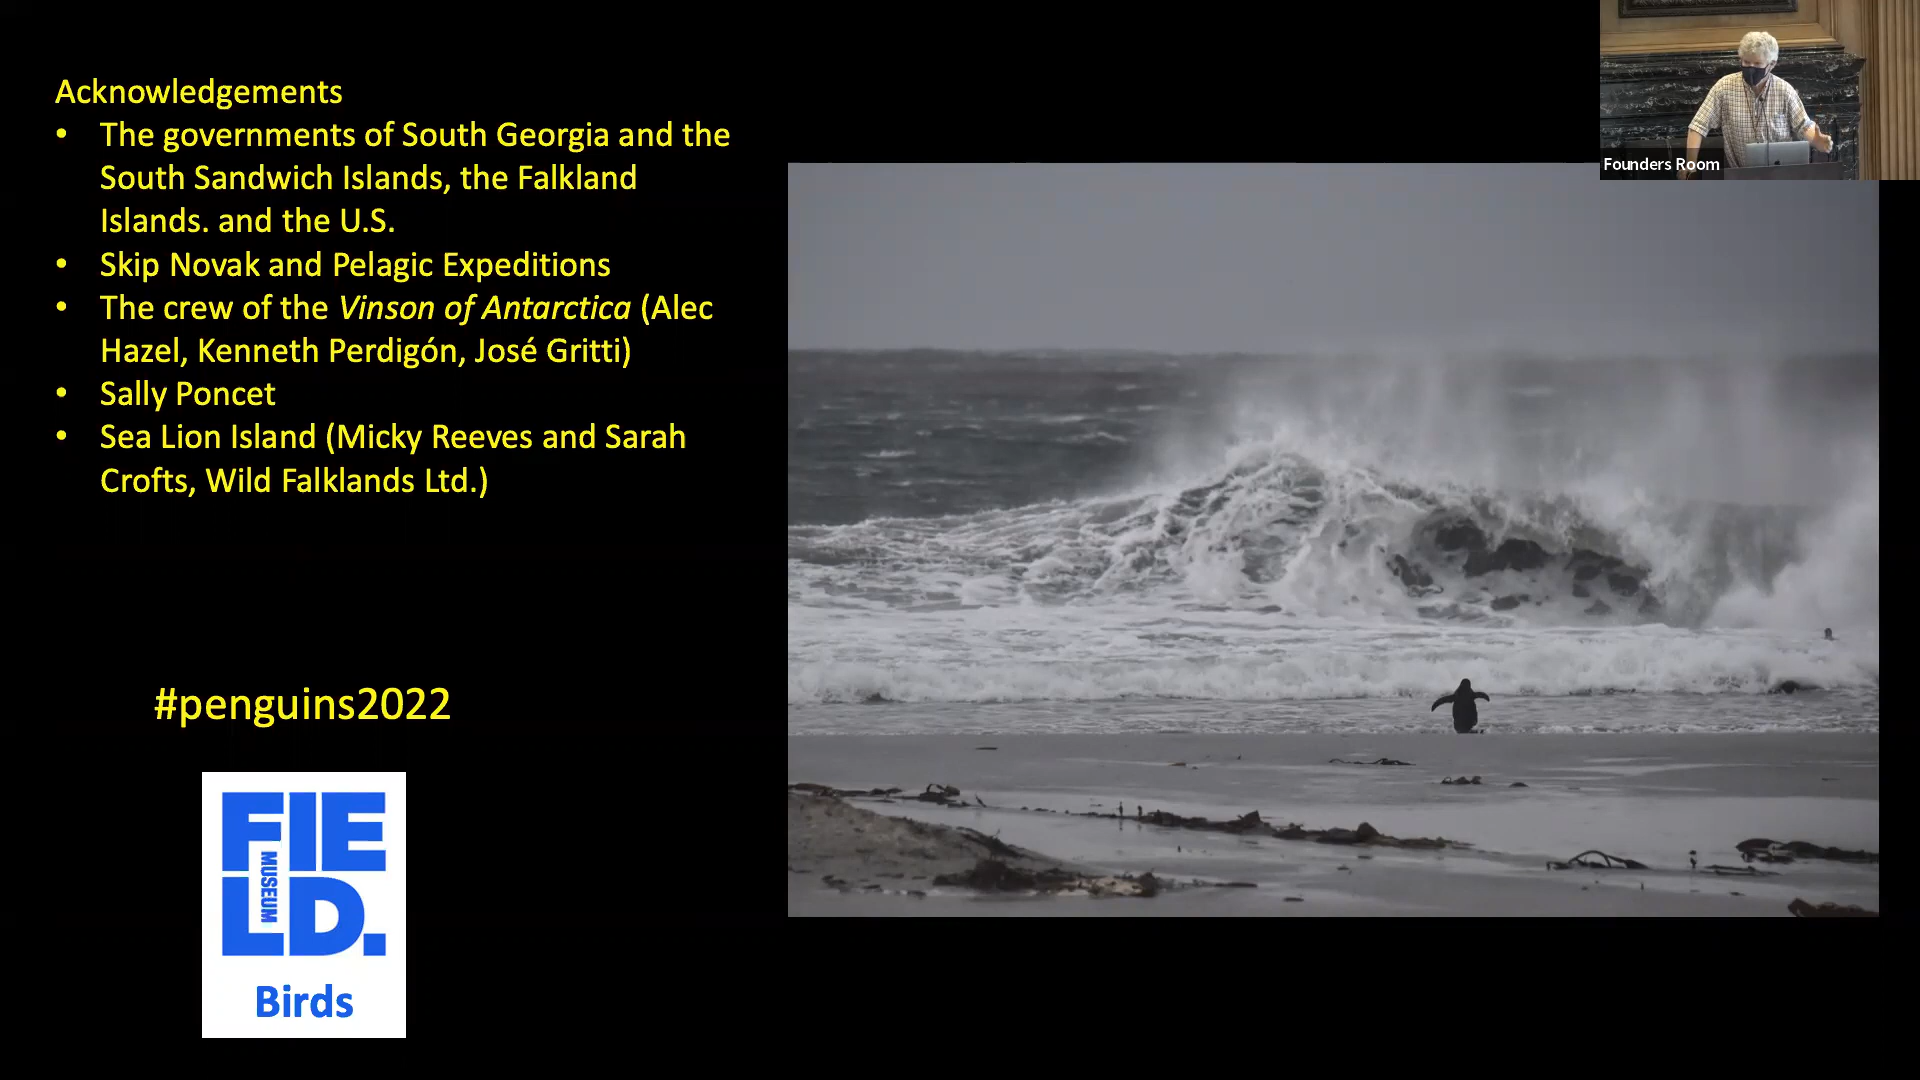 Acknowledgements
• The governments of South Georgia and the
South Sandwich Islands, the Falkland
Islands. and the U.S.
• Skip Novak and Pelagic Expeditions
• The crew of the Vinson of Antarctica (Alec
Hazel, Kenneth Perdigón, José Gritti)
• Sally Poncet
• Sea Lion Island (Micky Reeves and Sarah
Crofts, Wild Falklands Ltd.)
#penguins2022
FIE
MUSEUM
LD.
Birds
Founders Room